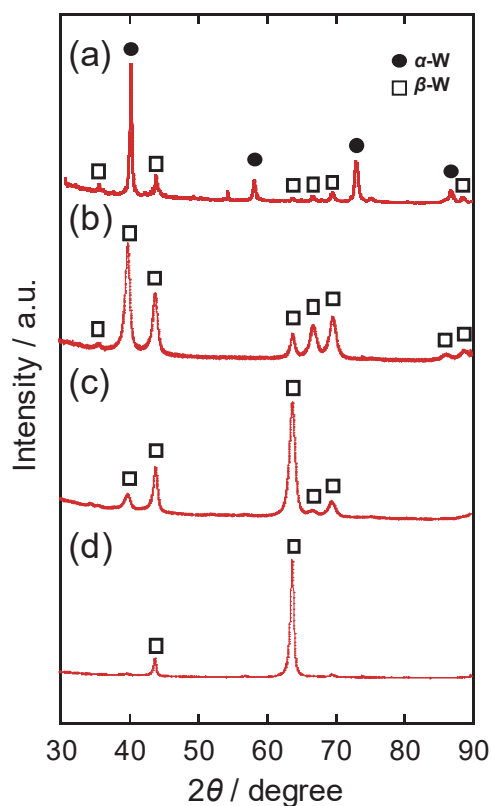 (a)
α-W
β-W
(b)
(c)
(d)
Intensity / a.u.
30 40 50 60 70 80 90
2θ / degree